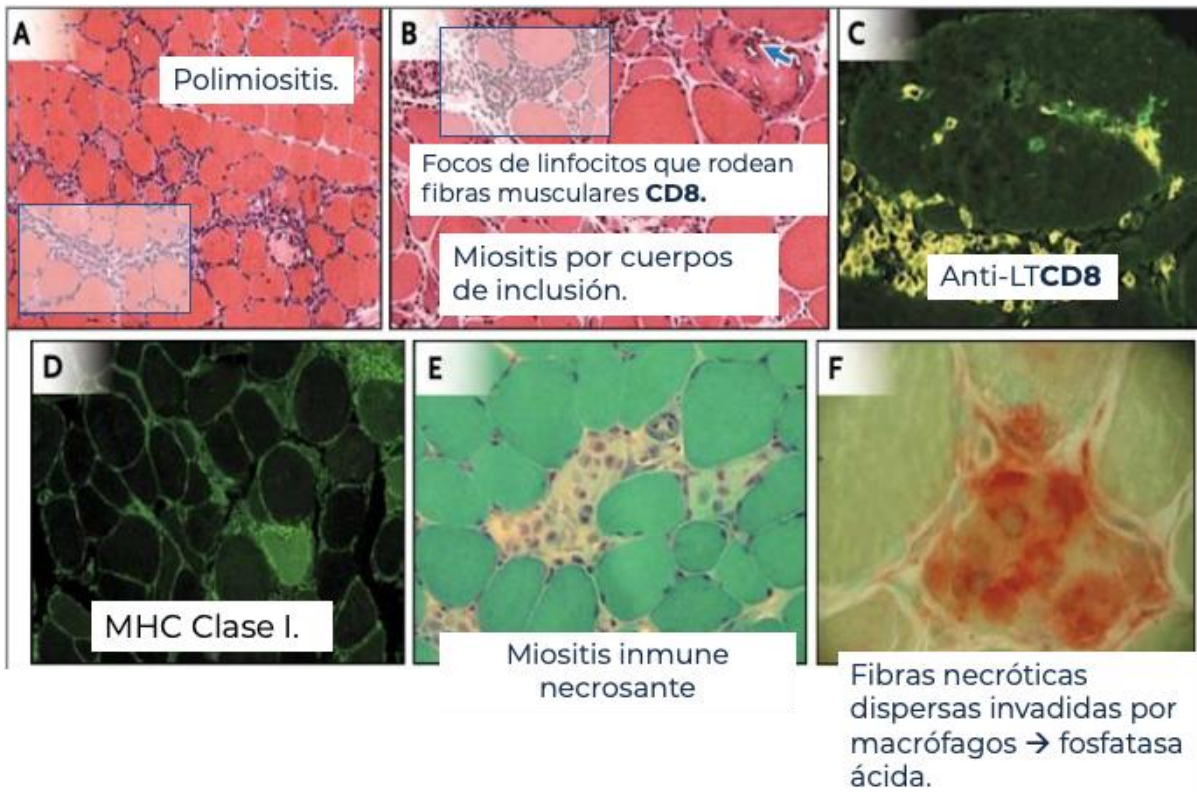 A
Polimiositis.
B
Focos de linfocitos que rodean
fibras musculares CD8.
Miositis por cuerpos
de inclusión.
C
Anti-LTCD8
D
MHC Clase I.
E
Miositis inmune
necrosante
F
Fibras necróticas
dispersas invadidas por
macrófagos → fosfatasa
ácida.